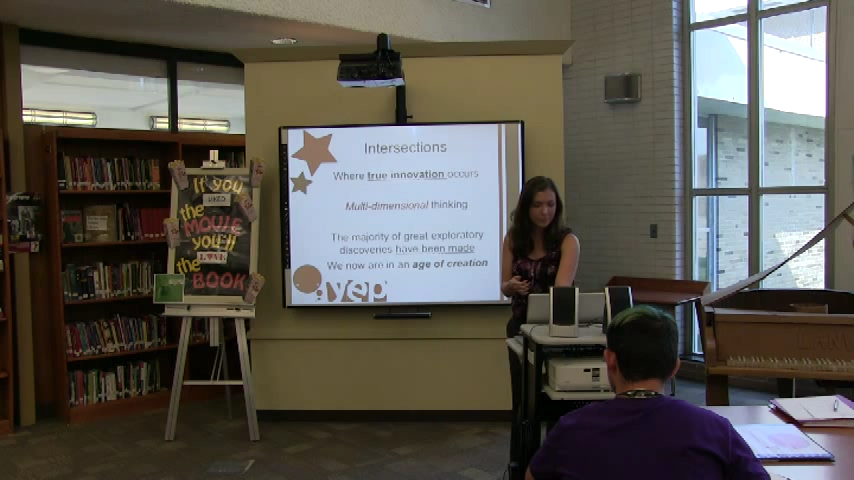 If you
LIKED
the
MOVIE
you'll
LOVE
the
BOOK
Intersections
Where true innovation occurs
Multi-dimensional thinking
The majority of great exploratory
discoveries have been made
We now are in an age of creation
ayep